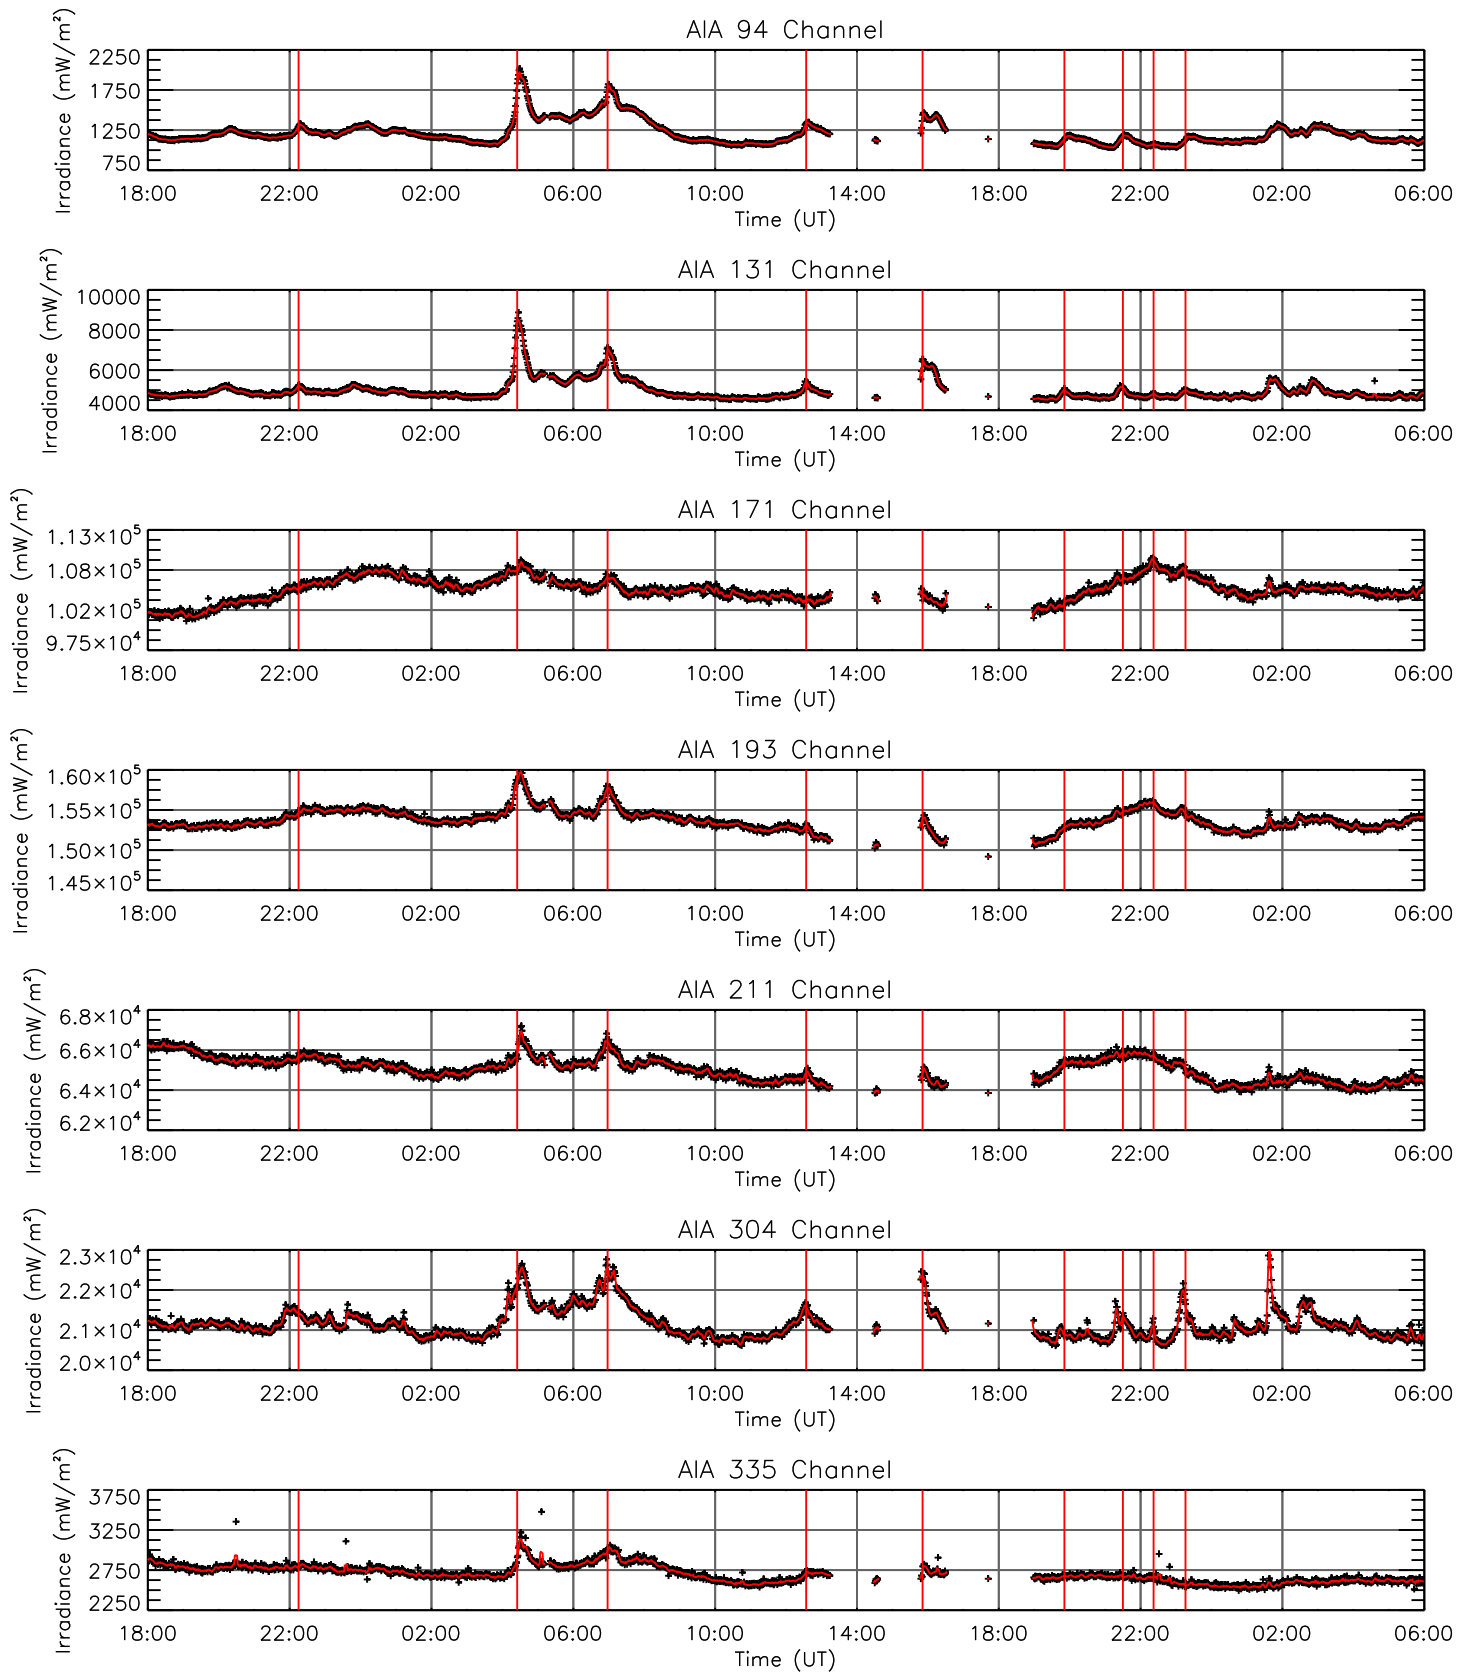 AIA 94 Channel
Irradiance (mW/m²)
2250
1750
1250
750
18:00 22:00 02:00 06:00 10:00 14:00 18:00 22:00 02:00 06:00
Time (UT)
AIA 131 Channel
Irradiance (mW/m²)
10000
8000
6000
4000
18:00 22:00 02:00 06:00 10:00 14:00 18:00 22:00 02:00 06:00
Time (UT)
AIA 171 Channel
Irradiance (mW/m²)
1.13×10⁵
1.08×10⁵
1.02×10⁵
9.75×10⁴
18:00 22:00 02:00 06:00 10:00 14:00 18:00 22:00 02:00 06:00
Time (UT)
AIA 193 Channel
Irradiance (mW/m²)
1.60×10⁵
1.55×10⁵
1.50×10⁵
1.45×10⁵
18:00 22:00 02:00 06:00 10:00 14:00 18:00 22:00 02:00 06:00
Time (UT)
AIA 211 Channel
Irradiance (mW/m²)
6.8×10⁴
6.6×10⁴
6.4×10⁴
6.2×10⁴
18:00 22:00 02:00 06:00 10:00 14:00 18:00 22:00 02:00 06:00
Time (UT)
AIA 304 Channel
Irradiance (mW/m²)
2.3×10⁴
2.2×10⁴
2.1×10⁴
2.0×10⁴
18:00 22:00 02:00 06:00 10:00 14:00 18:00 22:00 02:00 06:00
Time (UT)
AIA 335 Channel
Irradiance (mW/m²)
3750
3250
2750
2250
18:00 22:00 02:00 06:00 10:00 14:00 18:00 22:00 02:00 06:00
Time (UT)